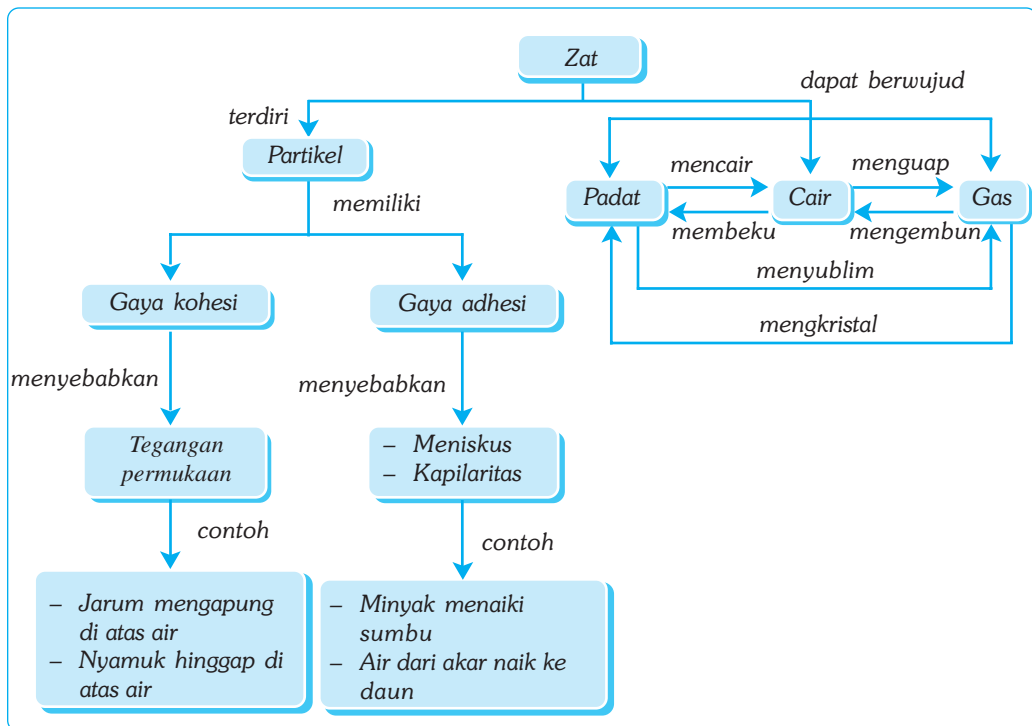 Zat
dapat berwujud
terdiri
Partikel
mencair
menguap
Padat
Cair
Gas
memiliki
membeku
mengembun
menyublim
Gaya kohesi
Gaya adhesi
mengkristal
menyebabkan
menyebabkan
Tegangan
permukaan
– Meniskus
– Kapilaritas
contoh
contoh
– Jarum mengapung
di atas air
– Nyamuk hinggap di
atas air
– Minyak menaiki
sumbu
– Air dari akar naik ke
daun